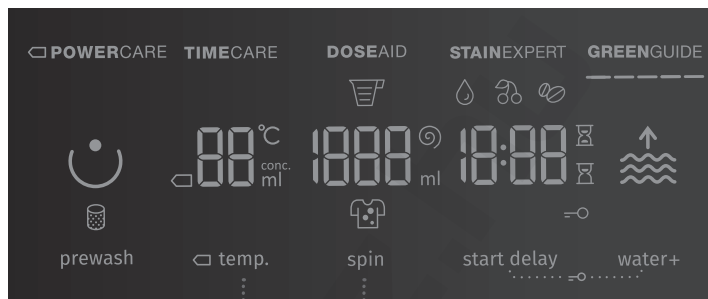 POWERCARE TIMECARE DOSEAID STAINEXPERT GREENGUIDE
88 °C 1888 18:88
conc.
ml ml
prewash temp. spin start delay water+